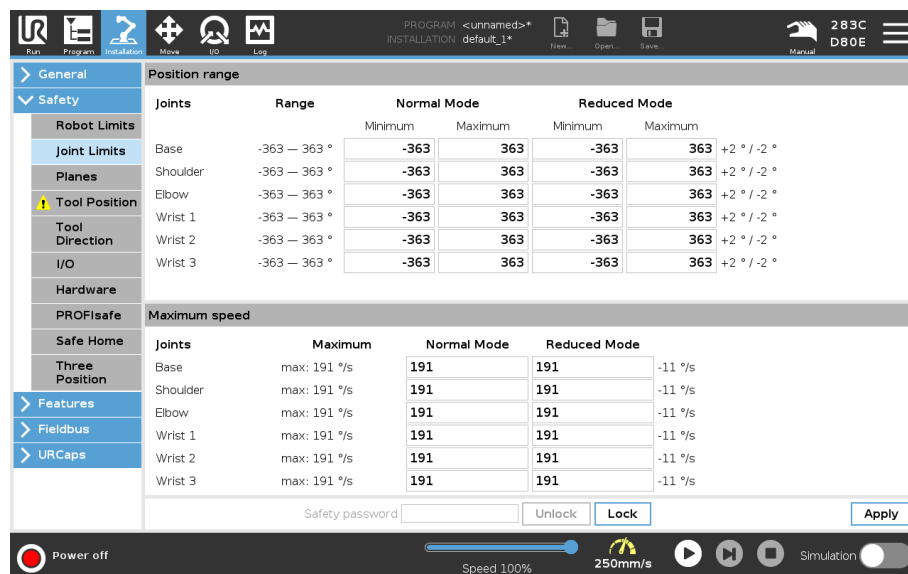 PROGRAM <unnamed>*
INSTALLATION default_1*
283C
D80E
Run Program Installation Move I/O Log New... Open... Save... Manual
General
Safety
Robot Limits
Joint Limits
Planes
Tool Position
Tool
Direction
I/O
Hardware
PROFIsafe
Safe Home
Three
Position
Features
Fieldbus
URCaps
Position range
Joints Range Normal Mode Reduced Mode
Minimum Maximum Minimum Maximum
Base -363 — 363 ° -363 363 -363 363 +2 ° / -2 °
Shoulder -363 — 363 ° -363 363 -363 363 +2 ° / -2 °
Elbow -363 — 363 ° -363 363 -363 363 +2 ° / -2 °
Wrist 1 -363 — 363 ° -363 363 -363 363 +2 ° / -2 °
Wrist 2 -363 — 363 ° -363 363 -363 363 +2 ° / -2 °
Wrist 3 -363 — 363 ° -363 363 -363 363 +2 ° / -2 °
Maximum speed
Joints Maximum Normal Mode Reduced Mode
Base max: 191 °/s 191 191 -11 °/s
Shoulder max: 191 °/s 191 191 -11 °/s
Elbow max: 191 °/s 191 191 -11 °/s
Wrist 1 max: 191 °/s 191 191 -11 °/s
Wrist 2 max: 191 °/s 191 191 -11 °/s
Wrist 3 max: 191 °/s 191 191 -11 °/s
Safety password Unlock Lock Apply
Power off Speed 100% 250mm/s Simulation